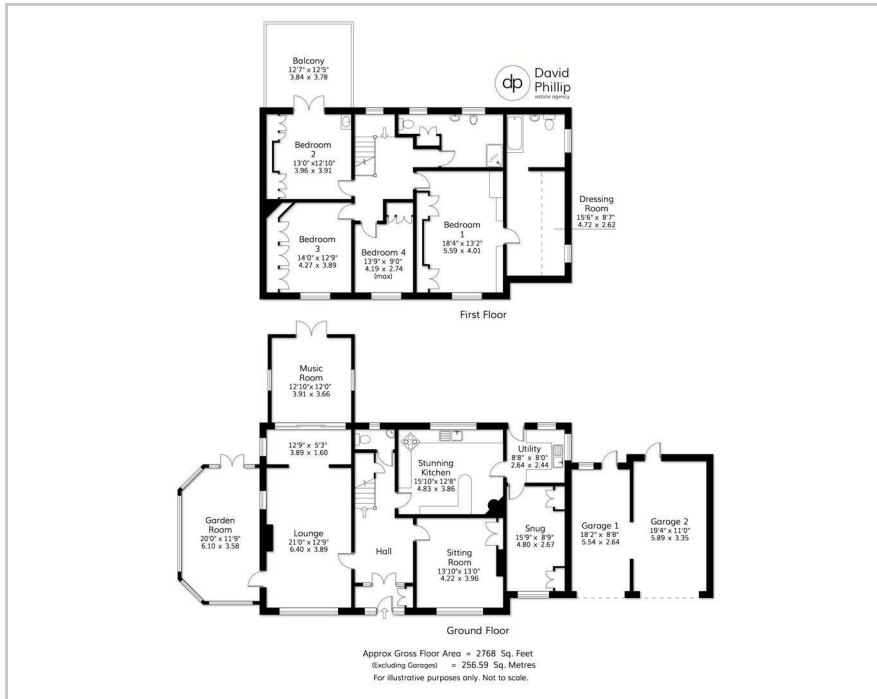 Balcony
12'7" x 12'5"
3.84 x 3.78
dp
David
Phillip
estate agency
Bedroom
2
13'0" x12'10"
3.96 x 3.91
Bedroom
3
14'0" x 12'9"
4.27 x 3.89
Bedroom 4
13'9" x 9'0"
4.19 x 2.74
(max)
Bedroom
1
18'4" x 13'2"
5.59 x 4.01
Dressing
Room
15'6" x 8'7"
4.72 x 2.62
First Floor
Music
Room
12'10"x 12'0"
3.91 x 3.66
12'9" x 5'3"
3.89 x 1.60
Garden
Room
20'0" x 11'9"
6.10 x 3.58
Lounge
21'0" x 12'9"
6.40 x 3.89
Hall
Stunning
Kitchen
15'10"x 12'8"
4.83 x 3.86
Sitting
Room
13'10"x 13'0"
4.22 x 3.96
Utility
8'8" x 8'0"
2.64 x 2.44
Snug
15'9" x 8'9"
4.80 x 2.67
Garage 1
18'2" x 8'8"
5.54 x 2.64
Garage 2
19'4" x 11'0"
5.89 x 3.35
Ground Floor
Approx Gross Floor Area = 2768 Sq. Feet
(Excluding Garages) = 256.59 Sq. Metres
For illustrative purposes only. Not to scale.